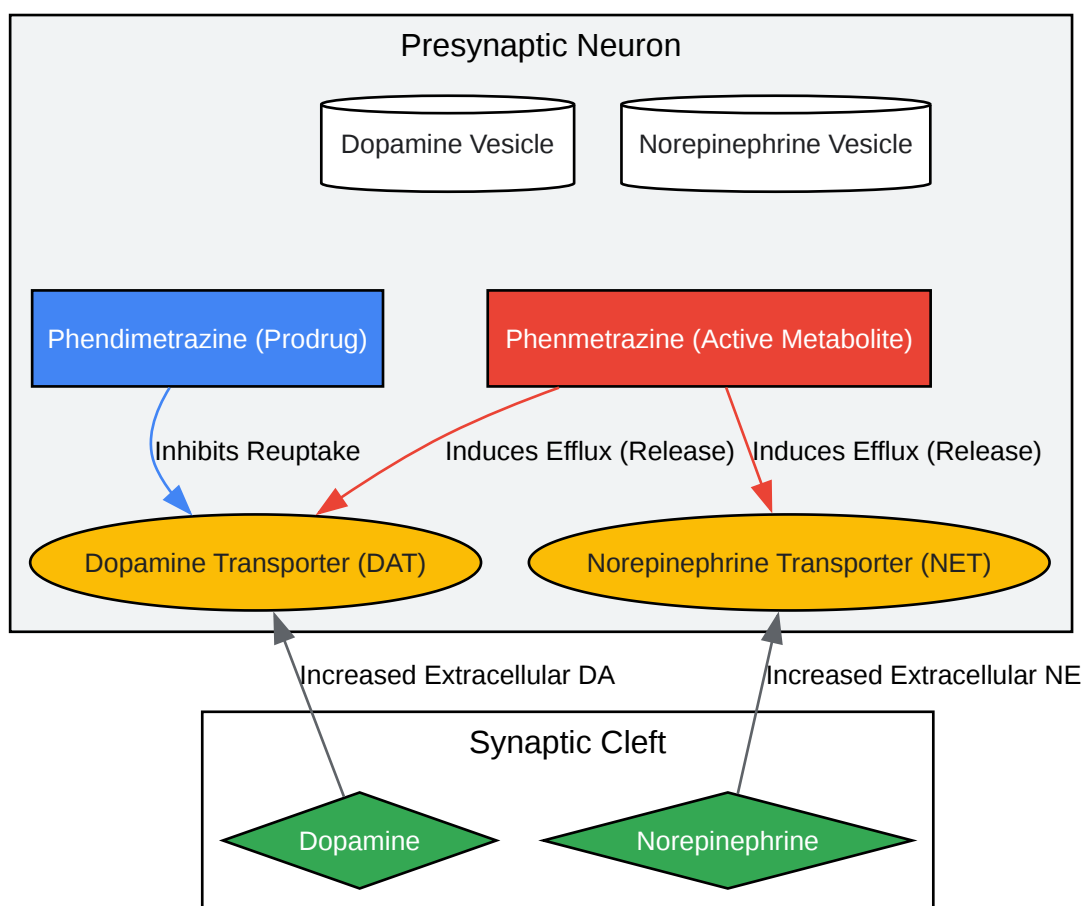 Presynaptic Neuron
Dopamine Vesicle
Norepinephrine Vesicle
Phendimetrazine (Prodrug)
Phenmetrazine (Active Metabolite)
Inhibits Reuptake
Induces Efflux (Release)
Induces Efflux (Release)
Dopamine Transporter (DAT)
Norepinephrine Transporter (NET)
Increased Extracellular DA
Increased Extracellular NE
Synaptic Cleft
Dopamine
Norepinephrine